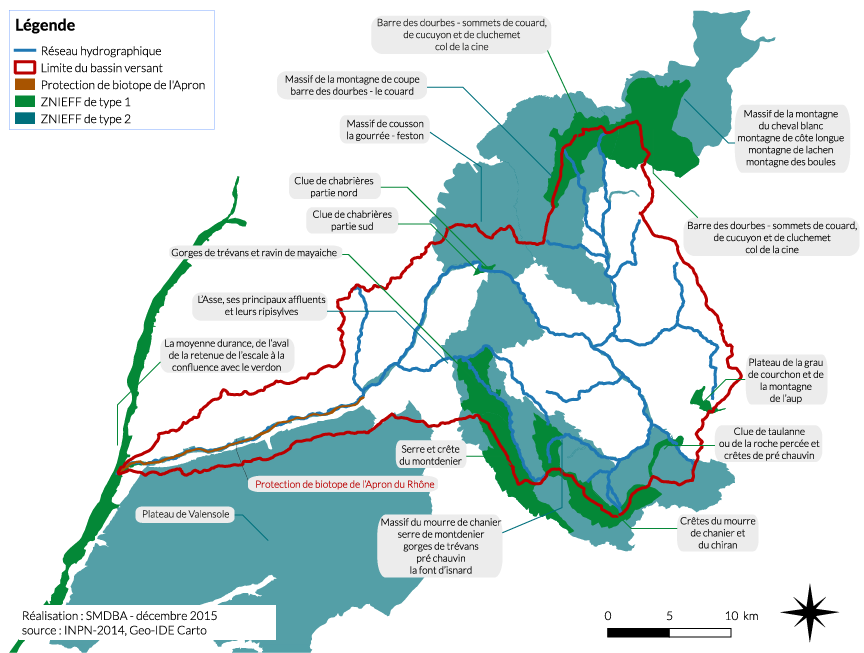 Légende
Réseau hydrographique
Limite du bassin versant
Protection de biotope de l'Apron
ZNIEFF de type 1
ZNIEFF de type 2
Barre des dourbes - sommets de couard,
de cucuyon et de cluchemet
col de la cine
Massif de la montagne de coupe
barre des dourbes - le couard
Massif de cousson
la gourrée - feston
Massif de la montagne
du cheval blanc
montagne de côte longue
montagne de lachen
montagne des boules
Clue de chabrières
partie nord
Clue de chabrières
partie sud
Barre des dourbes - sommets de couard,
de cucuyon et de cluchemet
col de la cine
Gorges de trévans et ravin de mayaiche
L'Asse, ses principaux affluents
et leurs ripisylves
La moyenne durance, de l'aval
de la retenue de l'escale à la
confluence avec le verdon
Plateau de la grau
de courchon et de
la montagne
de l'aup
Clue de taulanne
ou de la roche percée et
crêtes de pré chauvin
Serre et crête
du montdenier
Protection de biotope de l'Apron du Rhône
Plateau de Valensole
Massif du mourre de chanier
serre de montdenier
gorges de trévans
pré chauvin
la font d'isnard
Crêtes du mourre
de chanier et
du chiran
Réalisation : SMDBA - décembre 2015
source : INPN-2014, Geo-IDE Carto
0 5 10 km